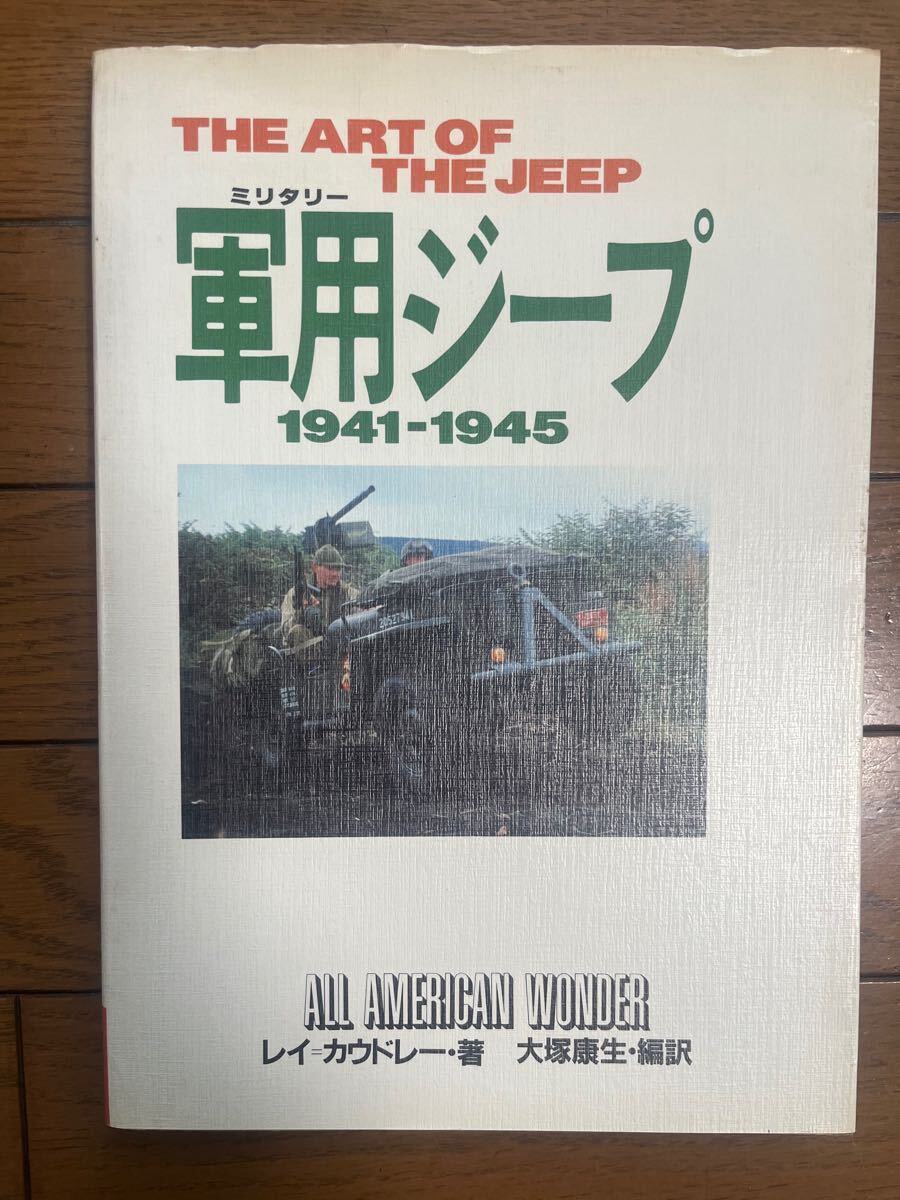 THE ART OF
THE JEEP
ミリタリー
軍用ジープ
1941-1945
ALL AMERICAN WONDER
レイ=カウドレー・著 大塚康生・編訳